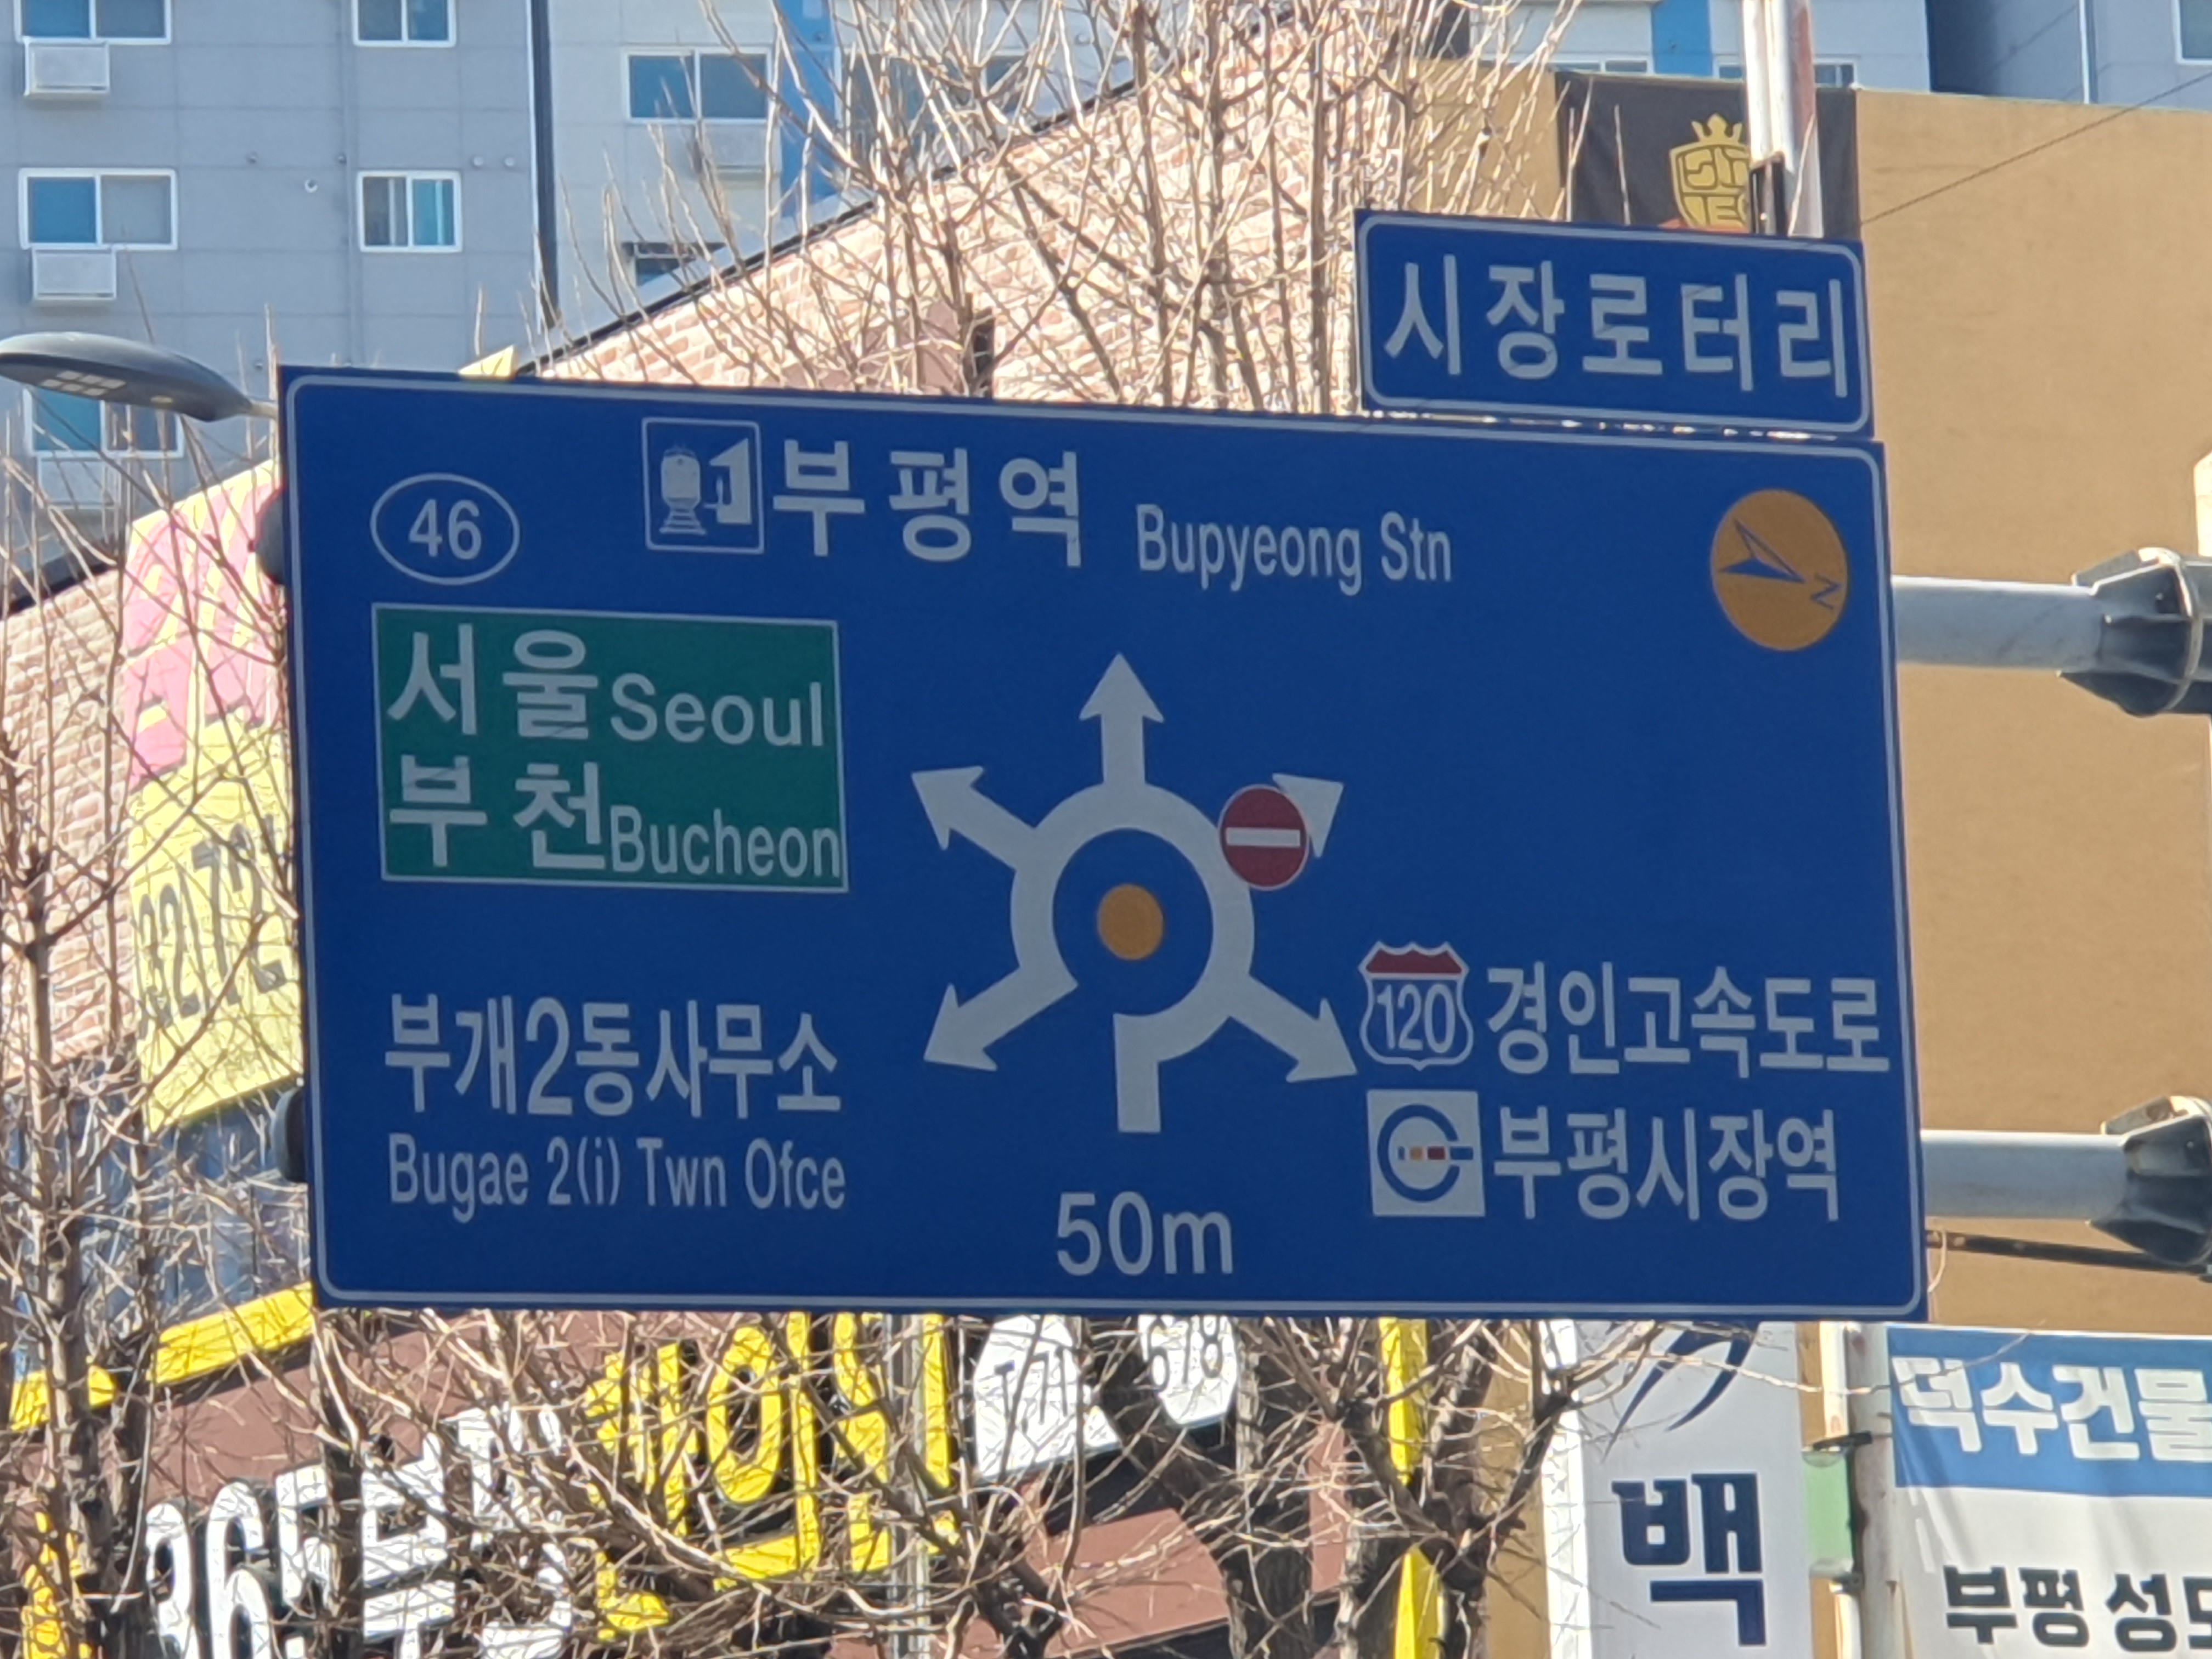 시장로터리
46
부평역 Bupyeong Stn
N
서울 Seoul
부천 Bucheon
120 경인고속도로
부개2동사무소
Bugae 2(i) Twn Ofce
부평시장역
50m
덕수건물
백
부평 성모